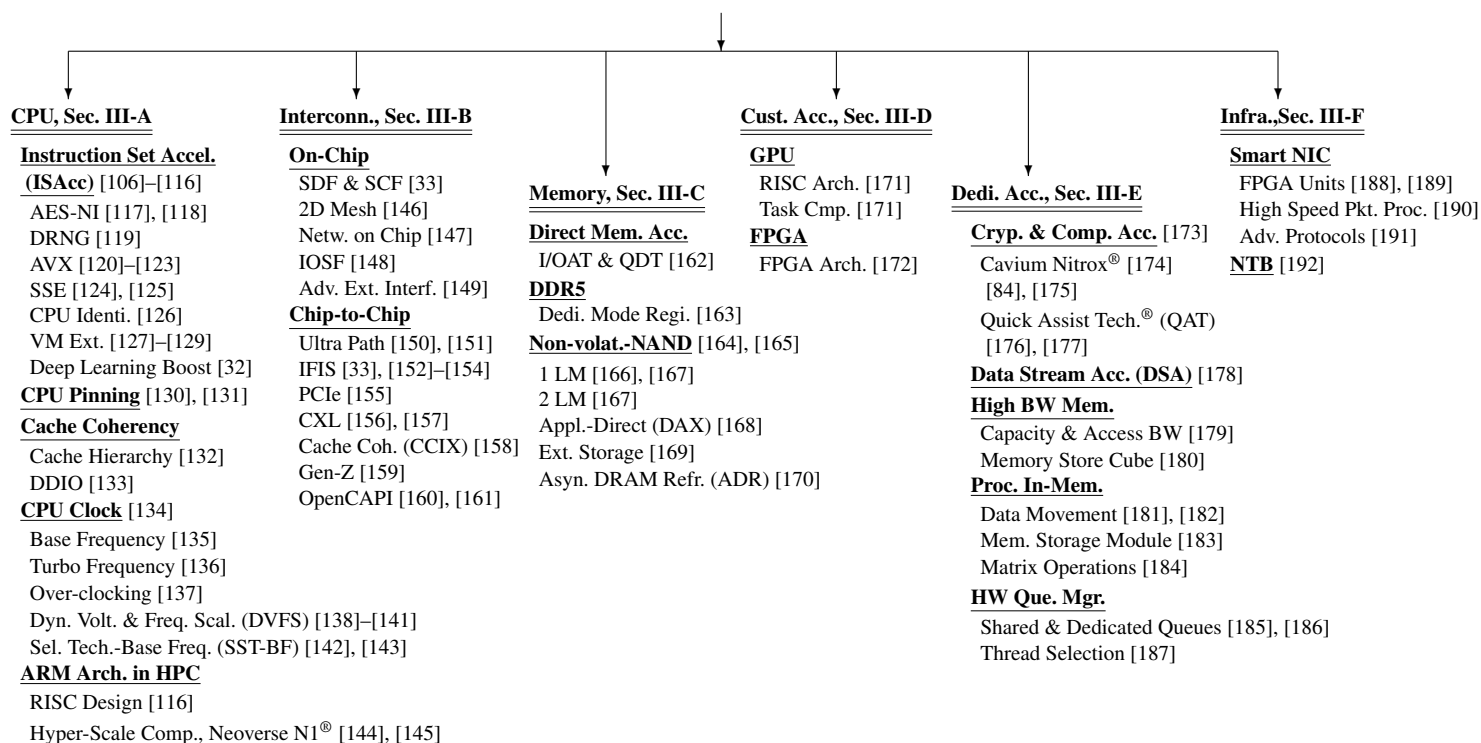 CPU, Sec. III-A
Instruction Set Accel.
(ISAcc) [106]–[116]
AES-NI [117], [118]
DRNG [119]
AVX [120]–[123]
SSE [124], [125]
CPU Identi. [126]
VM Ext. [127]–[129]
Deep Learning Boost [32]
CPU Pinning [130], [131]
Cache Coherency
Cache Hierarchy [132]
DDIO [133]
CPU Clock [134]
Base Frequency [135]
Turbo Frequency [136]
Over-clocking [137]
Dyn. Volt. & Freq. Scal. (DVFS) [138]–[141]
Sel. Tech.-Base Freq. (SST-BF) [142], [143]
ARM Arch. in HPC
RISC Design [116]
Hyper-Scale Comp., Neoverse N1® [144], [145]
Interconn., Sec. III-B
On-Chip
SDF & SCF [33]
2D Mesh [146]
Netw. on Chip [147]
IOSF [148]
Adv. Ext. Interf. [149]
Chip-to-Chip
Ultra Path [150], [151]
IFIS [33], [152]–[154]
PCIe [155]
CXL [156], [157]
Cache Coh. (CCIX) [158]
Gen-Z [159]
OpenCAPI [160], [161]
Memory, Sec. III-C
Direct Mem. Acc.
I/OAT & QDT [162]
DDR5
Dedi. Mode Regi. [163]
Non-volat.-NAND [164], [165]
1 LM [166], [167]
2 LM [167]
Appl.-Direct (DAX) [168]
Ext. Storage [169]
Asyn. DRAM Refr. (ADR) [170]
Cust. Acc., Sec. III-D
GPU
RISC Arch. [171]
Task Cmp. [171]
FPGA
FPGA Arch. [172]
Dedi. Acc., Sec. III-E
Cryp. & Comp. Acc. [173]
Cavium Nitrox® [174]
[84], [175]
Quick Assist Tech.® (QAT)
[176], [177]
Data Stream Acc. (DSA) [178]
High BW Mem.
Capacity & Access BW [179]
Memory Store Cube [180]
Proc. In-Mem.
Data Movement [181], [182]
Mem. Storage Module [183]
Matrix Operations [184]
HW Que. Mgr.
Shared & Dedicated Queues [185], [186]
Thread Selection [187]
Infra.,Sec. III-F
Smart NIC
FPGA Units [188], [189]
High Speed Pkt. Proc. [190]
Adv. Protocols [191]
NTB [192]